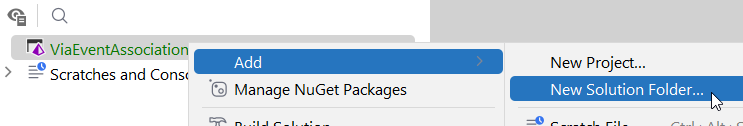 ViaEventAssociation
Add
New Project...
Scratches and Conso
Manage NuGet Packages
New Solution Folder...
Build Solution
Scratch File
Ctrl+Alt+S